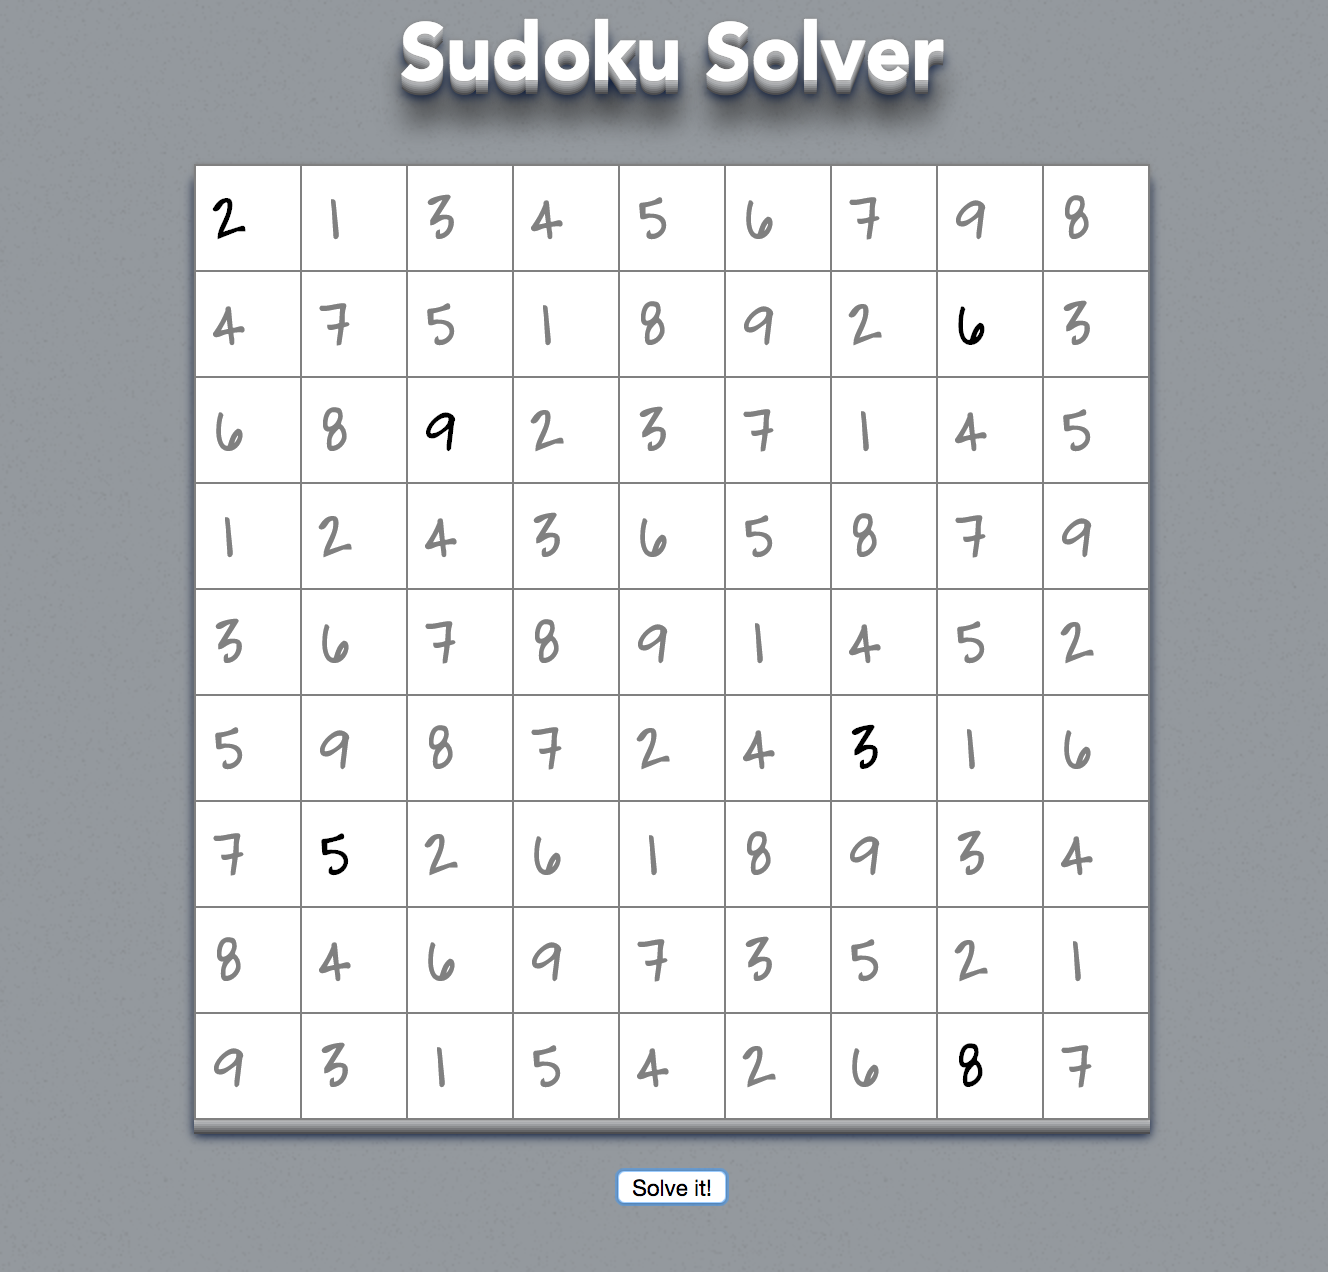 Sudoku Solver
2 1 3 4 5 6 7 9 8
4 7 5 1 8 9 2 6 3
6 8 9 2 3 7 1 4 5
1 2 4 3 6 5 8 7 9
3 6 7 8 9 1 4 5 2
5 9 8 7 2 4 3 1 6
7 5 2 6 1 8 9 3 4
8 4 6 9 7 3 5 2 1
9 3 1 5 4 2 6 8 7
Solve it!